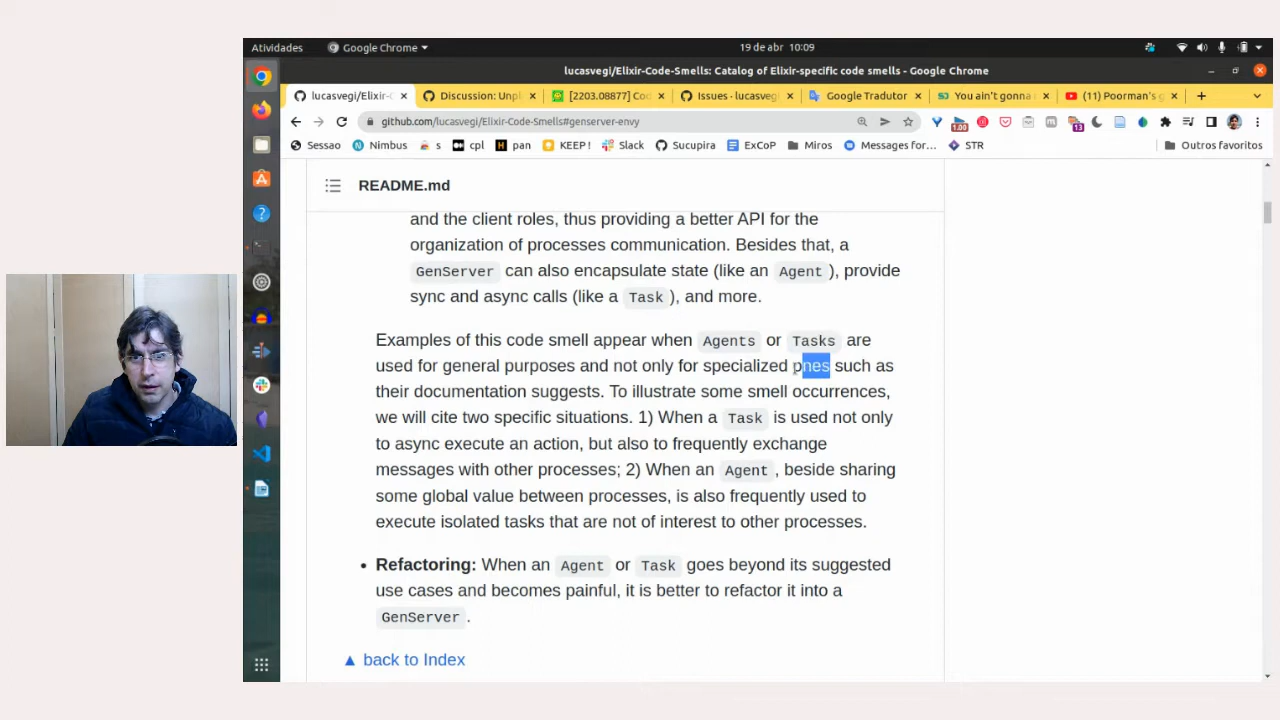 Atividades
Google Chrome
19 de abr 10:09
lucasvegi/Elixir-Code-Smells: Catalog of Elixir-specific code smells - Google Chrome
lucasvegi/Elixir-C
Discussion: Unpl
[2203.08877] Co
Issues · lucasveg
Google Tradutor
You ain't gonna
(11) Poorman's g
github.com/lucasvegi/Elixir-Code-Smells#genserver-envy
1.00
13
Sessao
Nimbus
s
cpl
pan
KEEP!
Slack
Sucupira
ExCoP
Miros
Messages for...
STR
Outros favoritos
README.md
and the client roles, thus providing a better API for the
organization of processes communication. Besides that, a
GenServer can also encapsulate state (like an Agent), provide
sync and async calls (like a Task), and more.
Examples of this code smell appear when Agents or Tasks are
used for general purposes and not only for specialized pnes such as
their documentation suggests. To illustrate some smell occurrences,
we will cite two specific situations. 1) When a Task is used not only
to async execute an action, but also to frequently exchange
messages with other processes; 2) When an Agent, beside sharing
some global value between processes, is also frequently used to
execute isolated tasks that are not of interest to other processes.
• Refactoring: When an Agent or Task goes beyond its suggested
use cases and becomes painful, it is better to refactor it into a
GenServer.
▲ back to Index